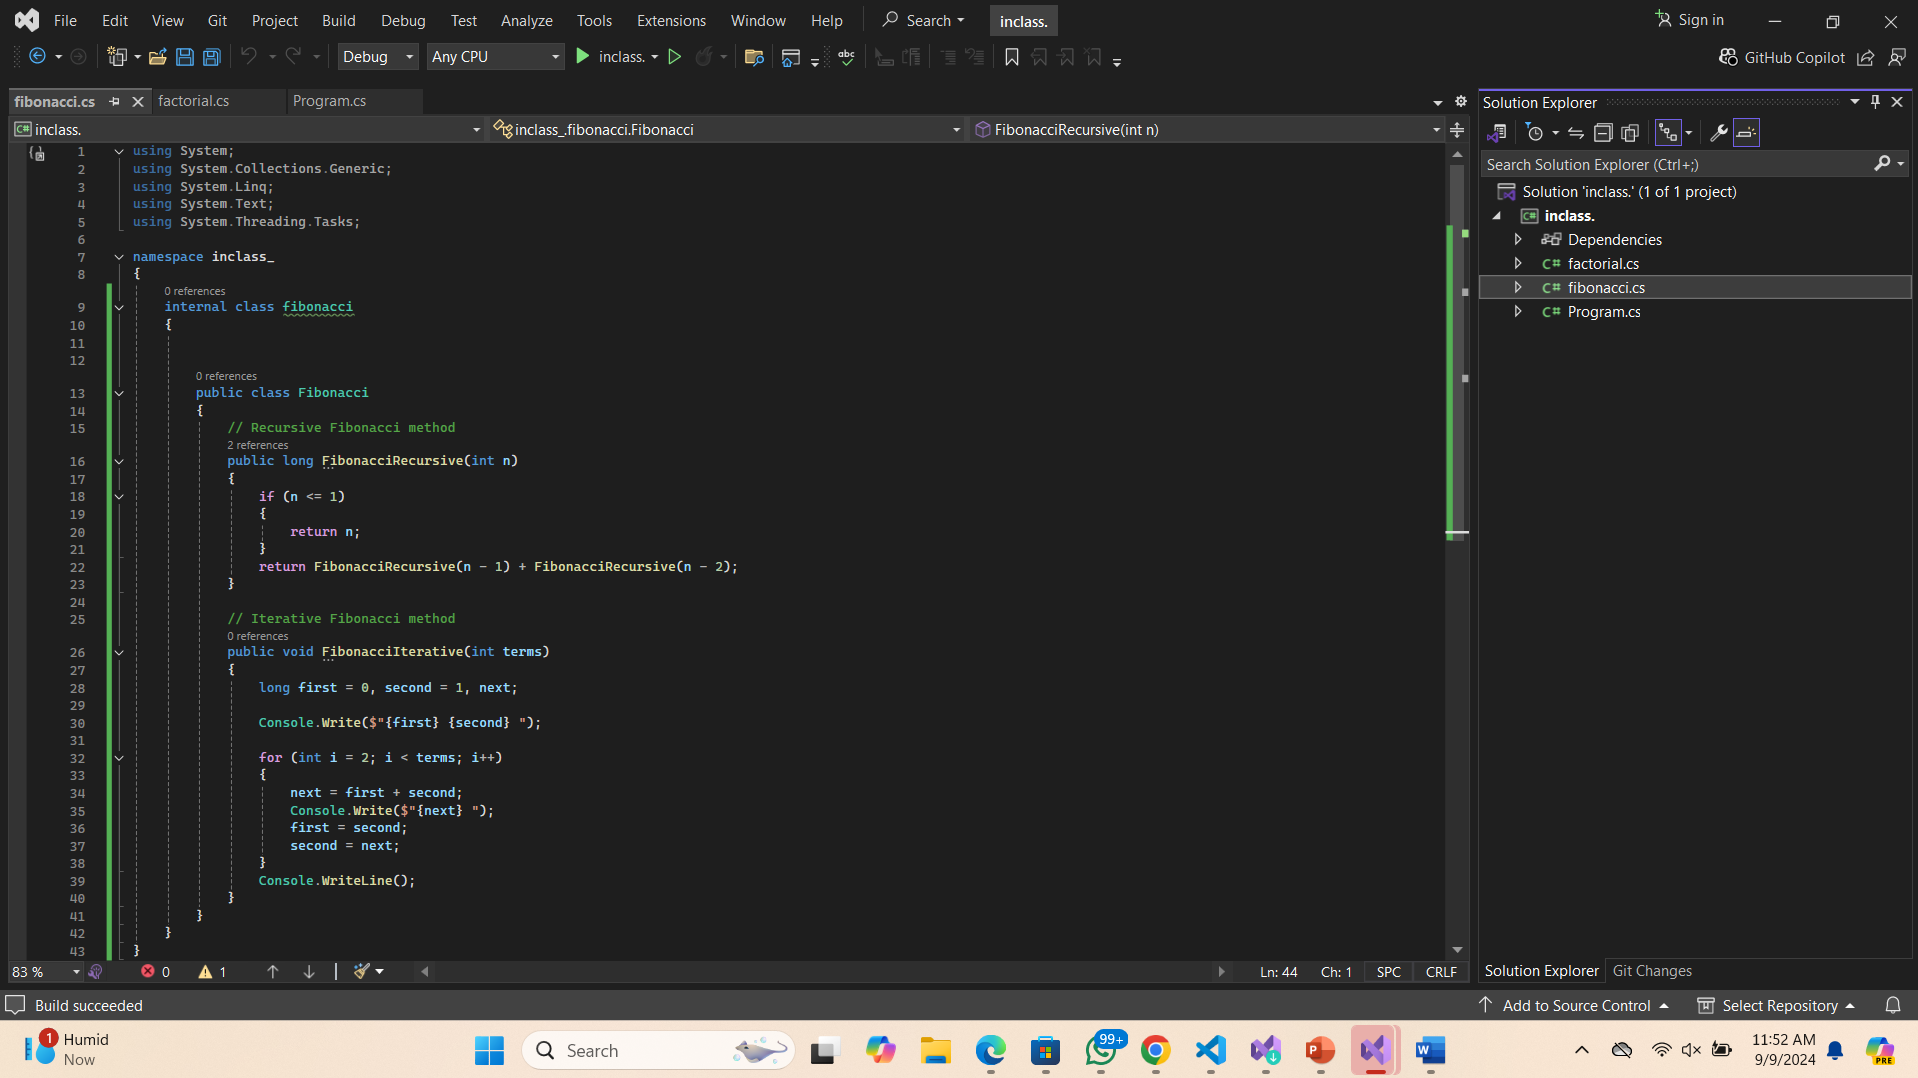 File Edit View Git Project Build Debug Test Analyze Tools Extensions Window Help Search inclass. Sign in
Debug Any CPU inclass. GitHub Copilot
fibonacci.cs factorial.cs Program.cs
inclass. inclass_.fibonacci.Fibonacci FibonacciRecursive(int n)
1 using System;
2 using System.Collections.Generic;
3 using System.Linq;
4 using System.Text;
5 using System.Threading.Tasks;
6
7 namespace inclass_
8 {
0 references
9 internal class fibonacci
10 {
11
12
0 references
13 public class Fibonacci
14 {
15 // Recursive Fibonacci method
2 references
16 public long FibonacciRecursive(int n)
17 {
18 if (n <= 1)
19 {
20 return n;
21 }
22 return FibonacciRecursive(n - 1) + FibonacciRecursive(n - 2);
23 }
24
25 // Iterative Fibonacci method
0 references
26 public void FibonacciIterative(int terms)
27 {
28 long first = 0, second = 1, next;
29
30 Console.Write($"{first} {second} ");
31
32 for (int i = 2; i < terms; i++)
33 {
34 next = first + second;
35 Console.Write($"{next} ");
36 first = second;
37 second = next;
38 }
39 Console.WriteLine();
40 }
41 }
42 }
43 }
83 % 0 1 Ln: 44 Ch: 1 SPC CRLF
Solution Explorer
Search Solution Explorer (Ctrl+;)
Solution 'inclass.' (1 of 1 project)
C# inclass.
Dependencies
C# factorial.cs
C# fibonacci.cs
C# Program.cs
Solution Explorer Git Changes
Build succeeded Add to Source Control Select Repository
1 Humid
Now
Search
99+
11:52 AM
9/9/2024
PRE